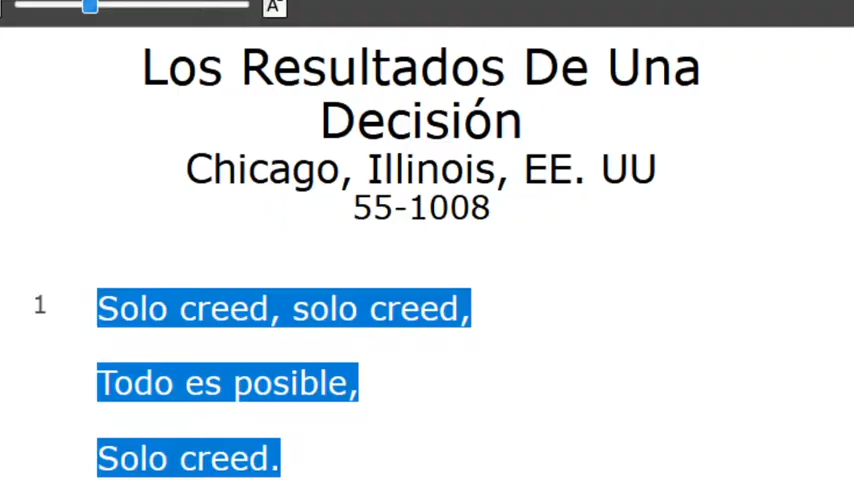 A
Los Resultados De Una
Decisión
Chicago, Illinois, EE. UU
55-1008
1 Solo creed, solo creed,
Todo es posible,
Solo creed.